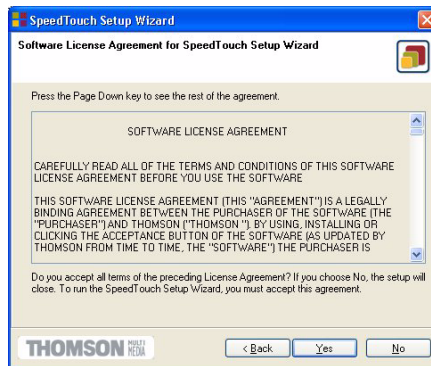 SpeedTouch Setup Wizard
Software License Agreement for SpeedTouch Setup Wizard
Press the Page Down key to see the rest of the agreement.
SOFTWARE LICENSE AGREEMENT
CAREFULLY READ ALL OF THE TERMS AND CONDITIONS OF THIS SOFTWARE
LICENSE AGREEMENT BEFORE YOU USE THE SOFTWARE
THIS SOFTWARE LICENSE AGREEMENT (THIS "AGREEMENT") IS A LEGALLY
BINDING AGREEMENT BETWEEN THE PURCHASER OF THE SOFTWARE (THE
"PURCHASER") AND THOMSON ("THOMSON "). BY USING, INSTALLING OR
CLICKING THE ACCEPTANCE BUTTON OF THE SOFTWARE (AS UPDATED BY
THOMSON FROM TIME TO TIME, THE "SOFTWARE") THE PURCHASER IS
Do you accept all terms of the preceding License Agreement? If you choose No, the setup will
close. To run the SpeedTouch Setup Wizard, you must accept this agreement.
THOMSON MULTI MEDIA
< Back Yes No